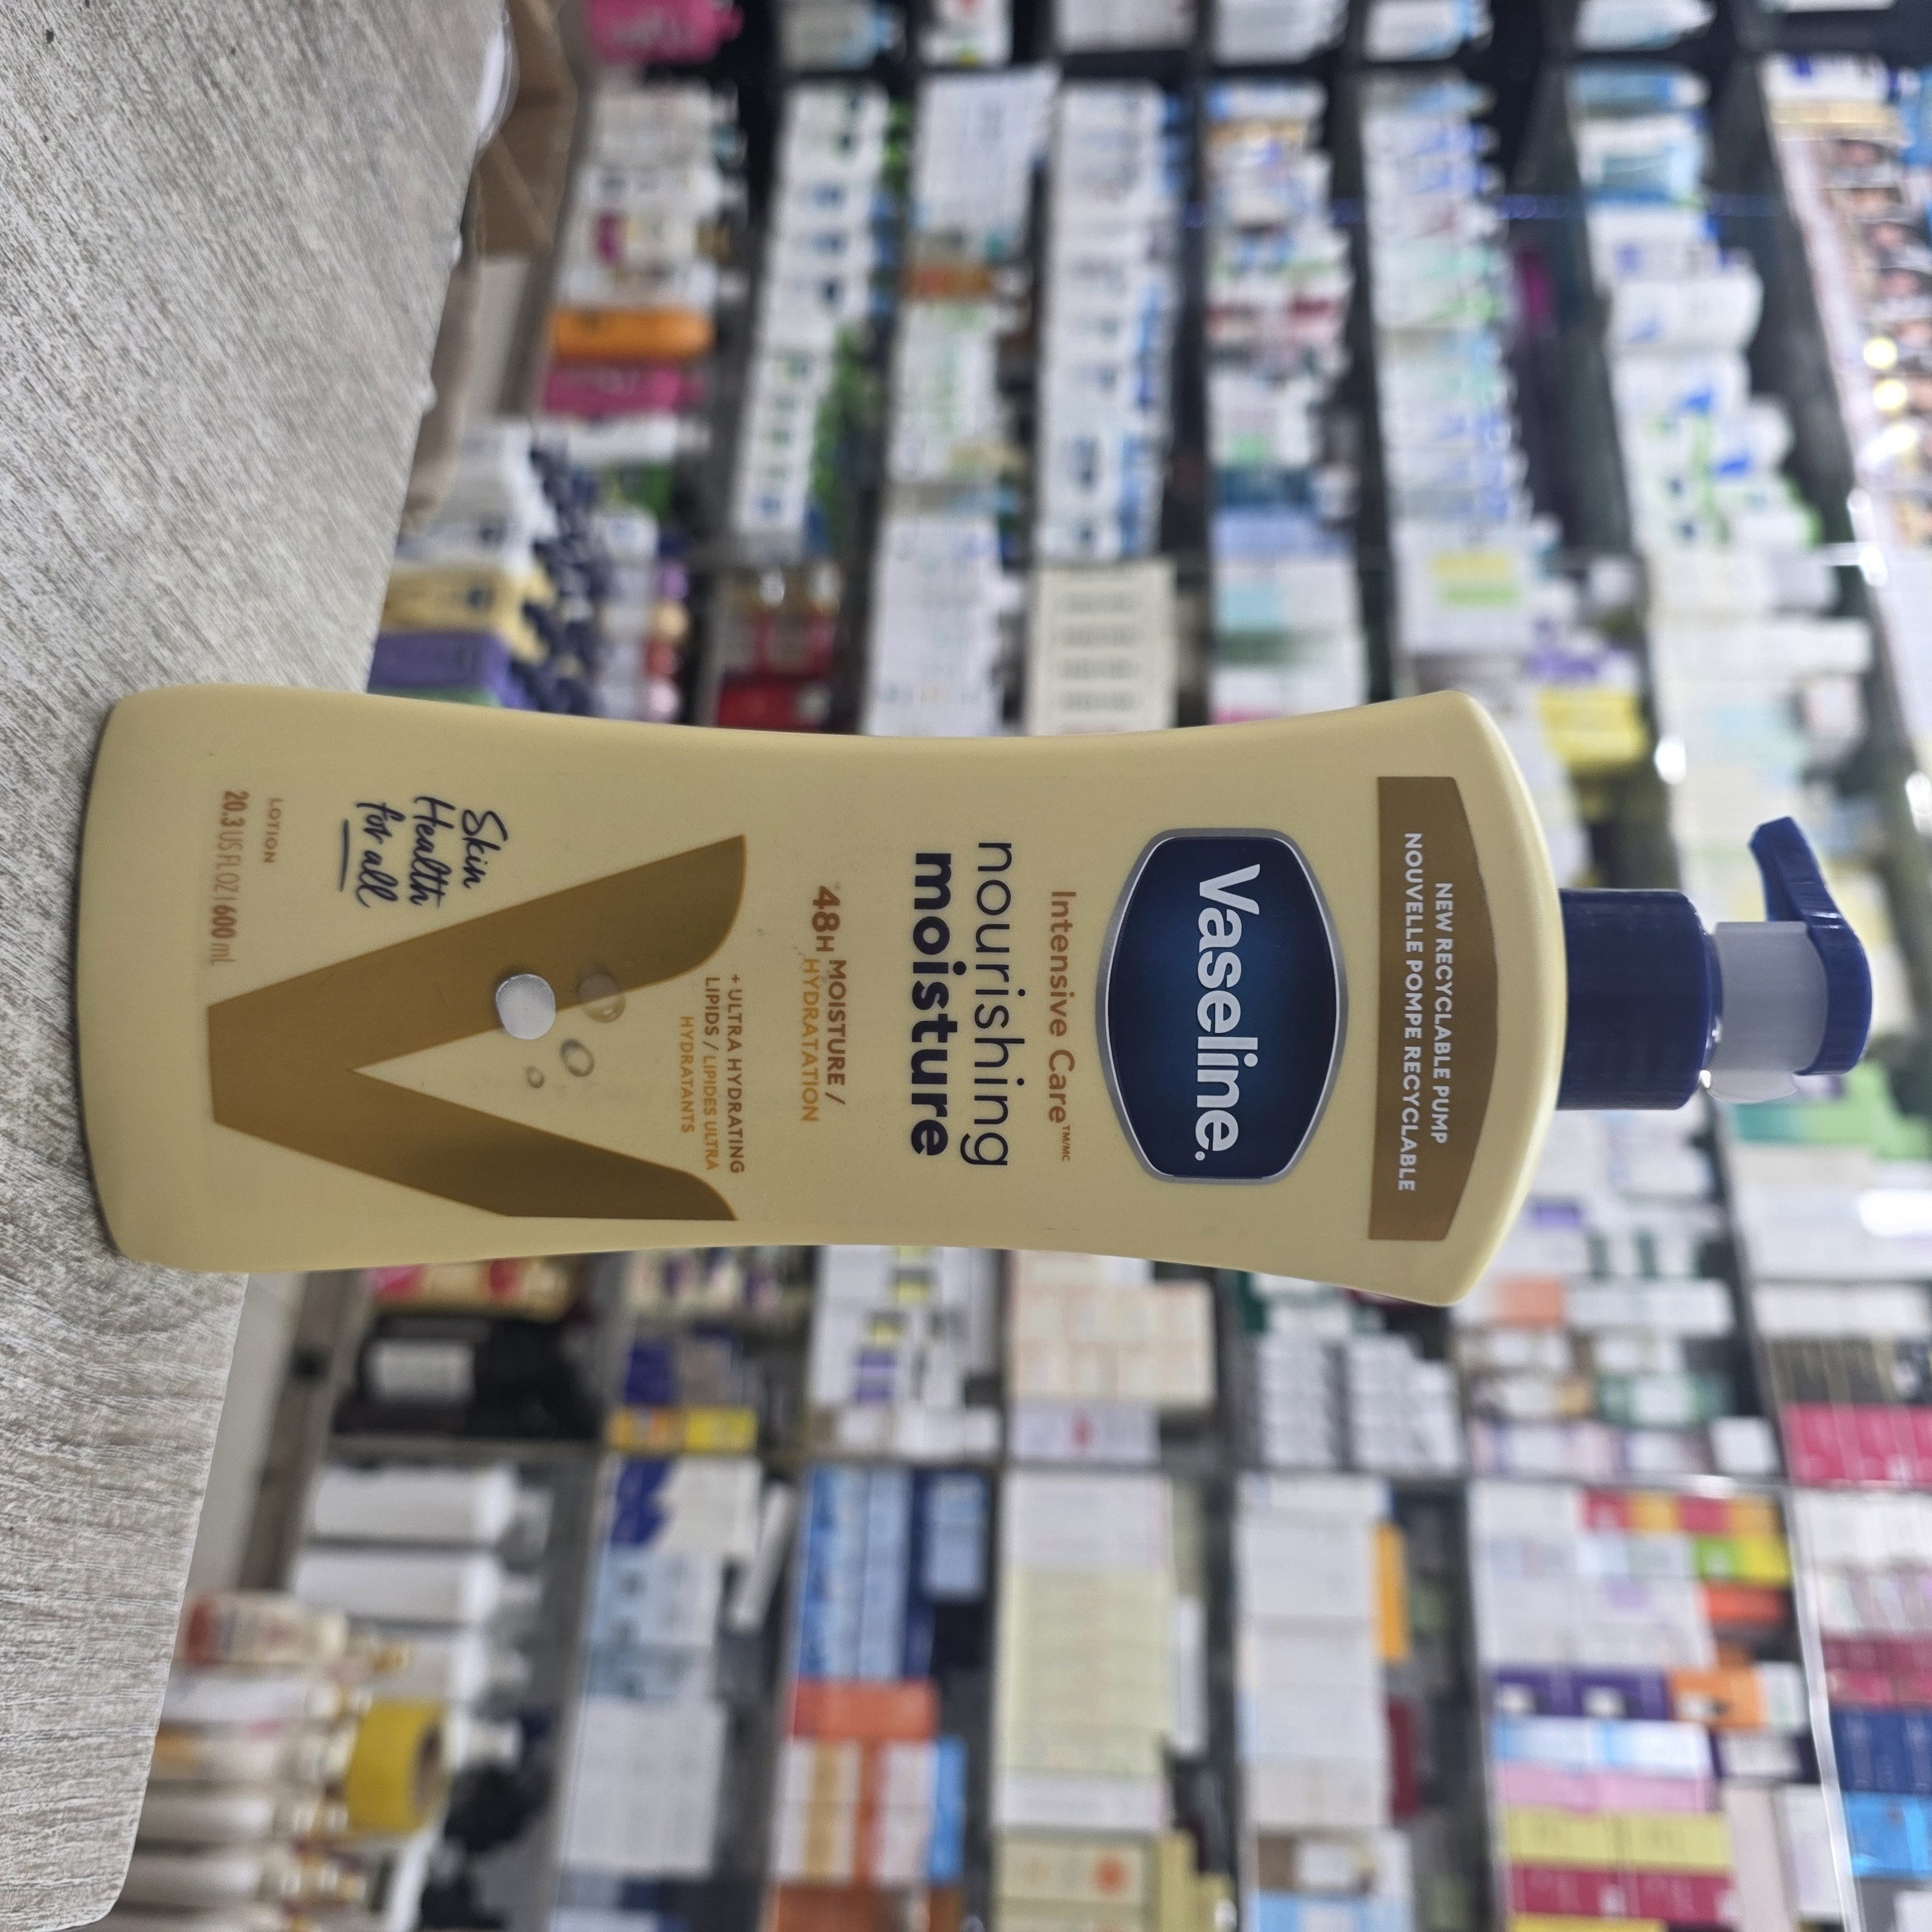 NEW RECYCLABLE PUMP
NOUVELLE POMPE RECYCLABLE
Vaseline.
Intensive Care™/MC
nourishing
moisture
48H MOISTURE /
HYDRATATION
+ ULTRA HYDRATING
LIPIDS / LIPIDES ULTRA
HYDRATANTS
Skin
Health
for all
LOTION
20.3 US FL OZ | 600 mL